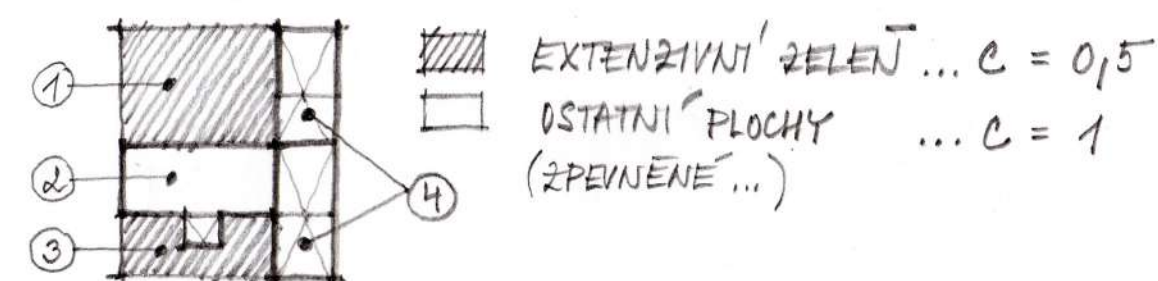 1
EXTENZIVNÍ ZELEŇ ... C = 0,5
OSTATNÍ PLOCHY ... C = 1
(ZPEVNĚNÉ ...)
2
4
3